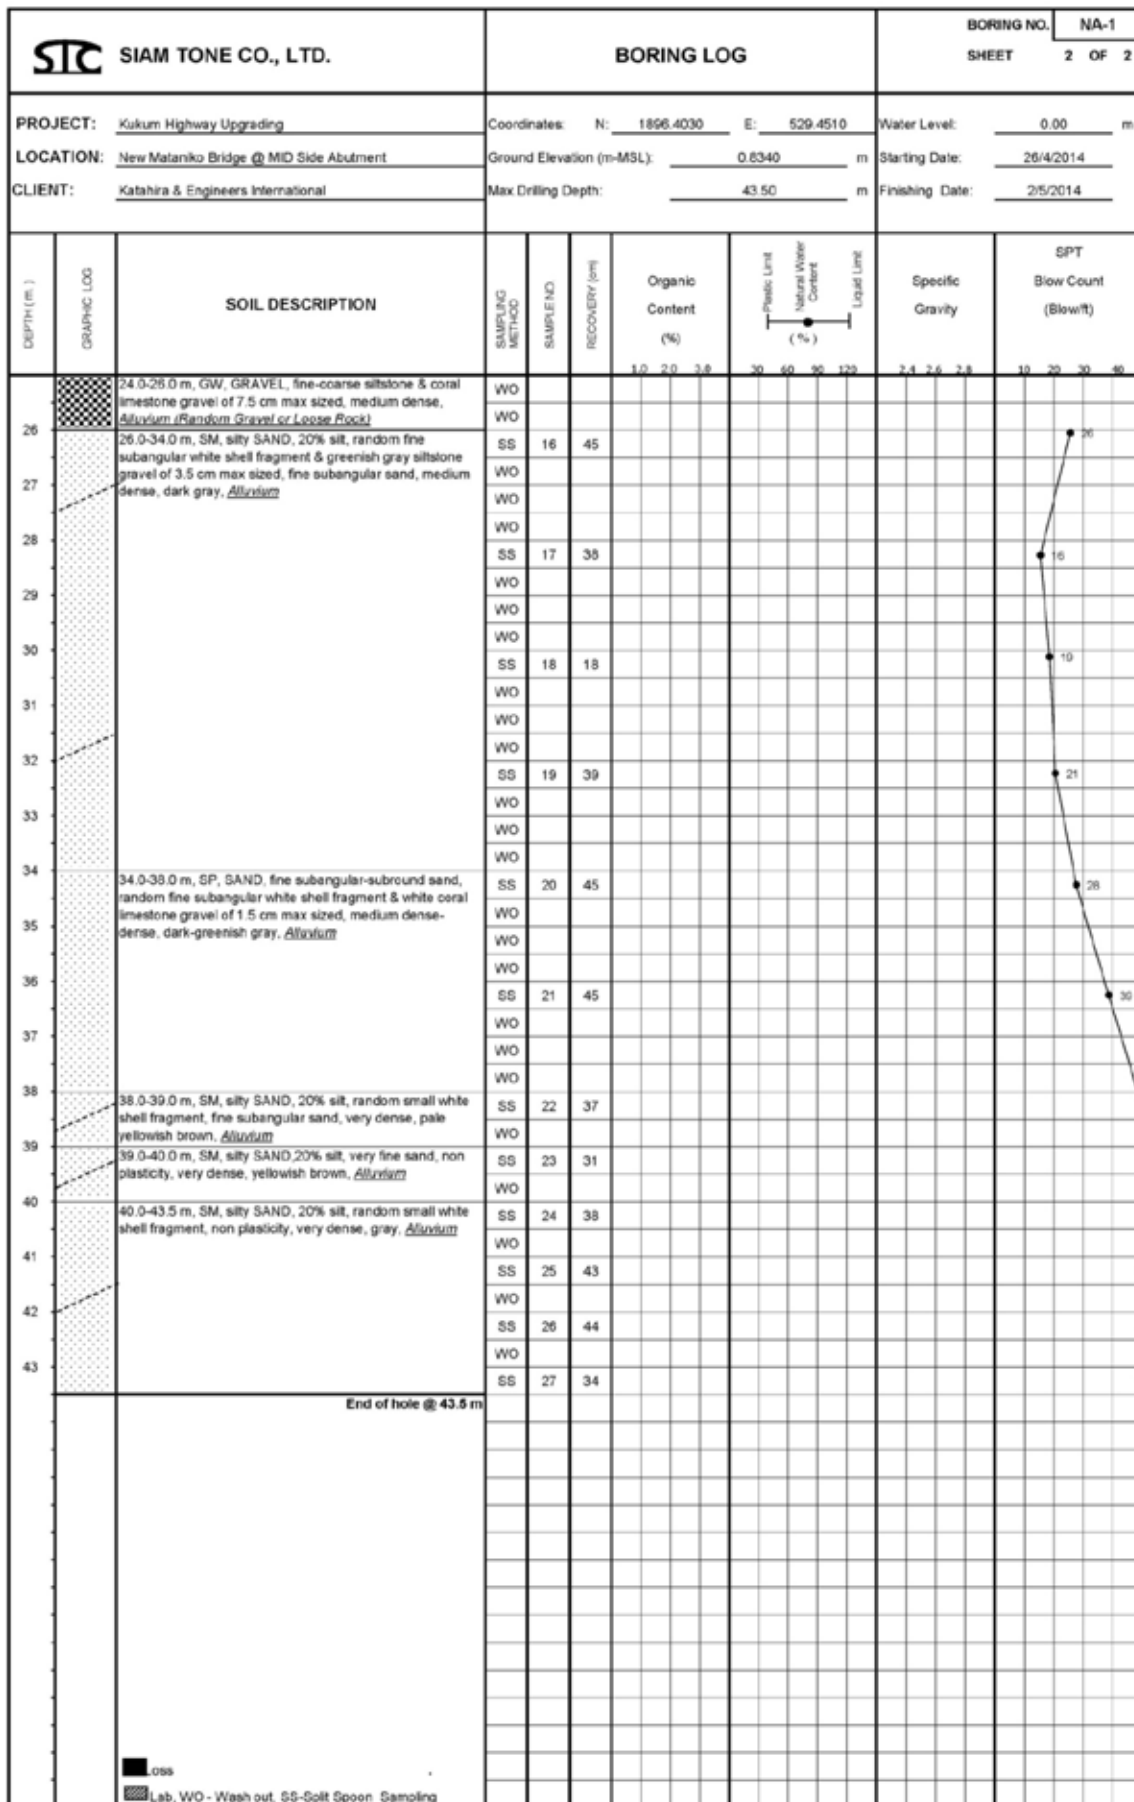 BORING NO. NA-1
STC SIAM TONE CO., LTD. BORING LOG SHEET 2 OF 2
PROJECT: Kukum Highway Upgrading Coordinates: N: 1896.4030 E: 529.4510 Water Level: 0.00 m
LOCATION: New Mataniko Bridge @ MID Side Abutment Ground Elevation (m-MSL): 0.6340 m Starting Date: 26/4/2014
CLIENT: Katahira & Engineers International Max Drilling Depth: 43.50 m Finishing Date: 2/5/2014
DEPTH (m.)
GRAPHIC LOG
SOIL DESCRIPTION
SAMPLING METHOD
SAMPLE NO.
RECOVERY (cm)
Organic
Content
(%)
1.0 2.0 3.0
Plastic Limit
Natural Water Content
Liquid Limit
(%)
30 60 90 120
Specific
Gravity
2.4 2.6 2.8
SPT
Blow Count
(Blow/ft)
10 20 30 40
24.0-26.0 m, GW, GRAVEL, fine-coarse siltstone & coral
limestone gravel of 7.5 cm max sized, medium dense,
Alluvium (Random Gravel or Loose Rock)
WO
WO
26
26.0-34.0 m, SM, silty SAND, 20% silt, random fine
subangular white shell fragment & greenish gray siltstone
gravel of 3.5 cm max sized, fine subangular sand, medium
dense, dark gray, Alluvium
SS 16 45 26
WO
27
WO
WO
28
SS 17 38 16
WO
29
WO
WO
30
SS 18 18 19
WO
31
WO
WO
32
SS 19 39 21
WO
33
WO
WO
34
34.0-38.0 m, SP, SAND, fine subangular-subround sand,
random fine subangular white shell fragment & white coral
limestone gravel of 1.5 cm max sized, medium dense-
dense, dark-greenish gray, Alluvium
SS 20 45 28
WO
35
WO
WO
36
SS 21 45
WO
37
WO
WO
38
38.0-39.0 m, SM, silty SAND, 20% silt, random small white
shell fragment, fine subangular sand, very dense, pale
yellowish brown, Alluvium
SS 22 37
WO
39
39.0-40.0 m, SM, silty SAND,20% silt, very fine sand, non
plasticity, very dense, yellowish brown, Alluvium
SS 23 31
WO
40
40.0-43.5 m, SM, silty SAND, 20% silt, random small white
shell fragment, non plasticity, very dense, gray, Alluvium
SS 24 38
WO
41
SS 25 43
WO
42
SS 26 44
WO
43
SS 27 34
End of hole @ 43.5 m
Loss
Lab, WO - Wash out, SS-Split Spoon Sampling